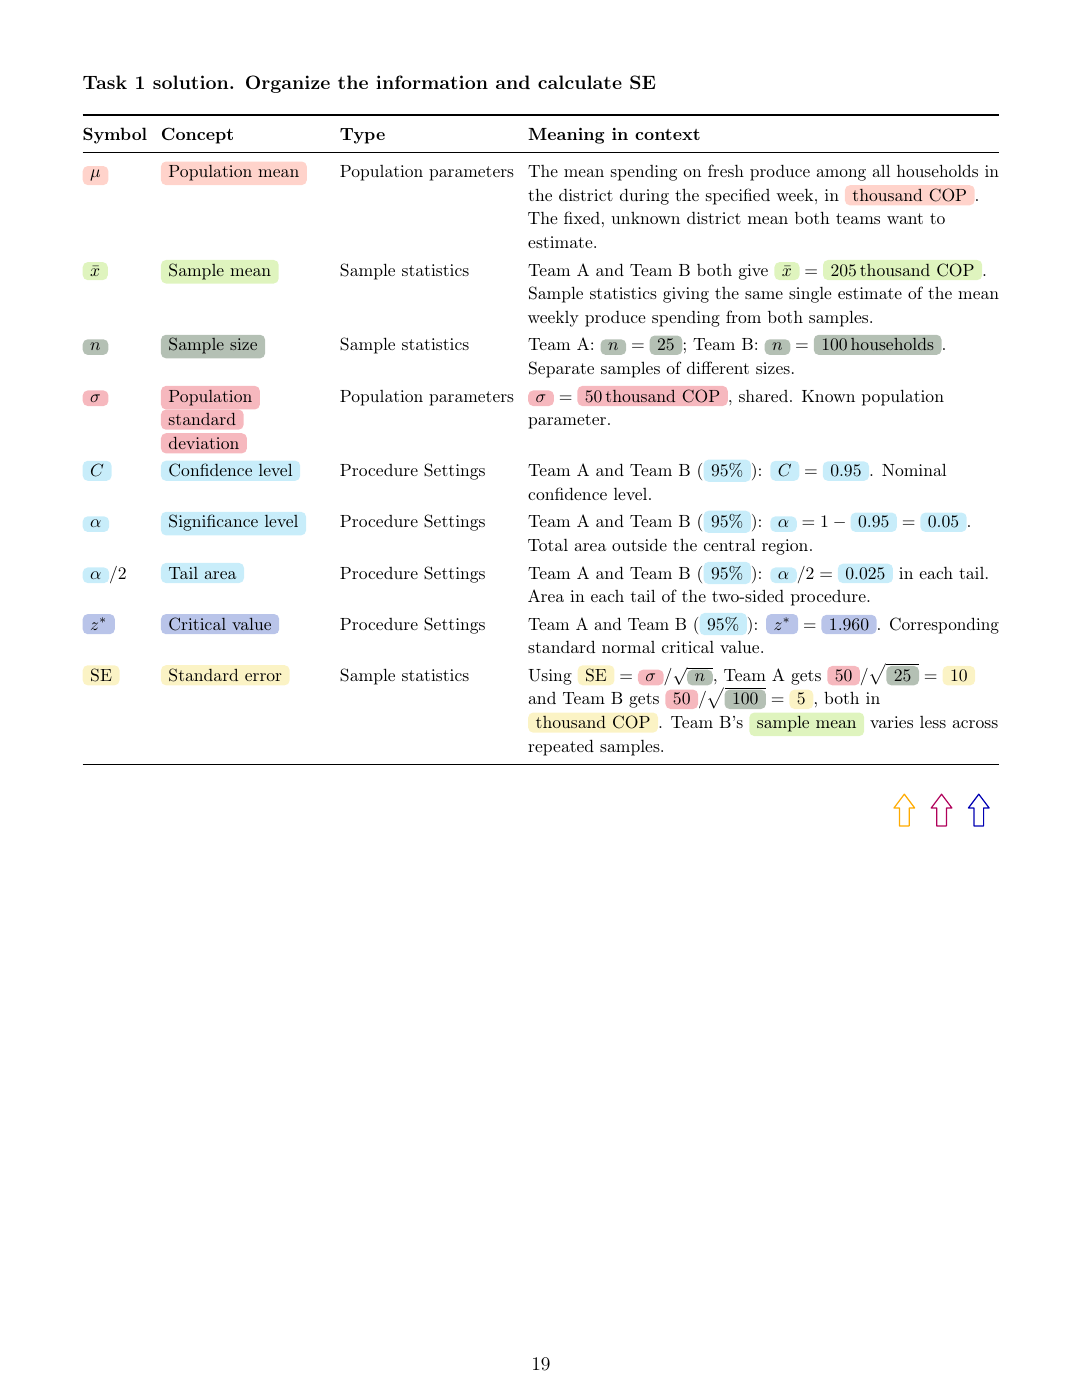 Task 1 solution. Organize the information and calculate SE
Symbol Concept Type Meaning in context
μ Population mean Population parameters The mean spending on fresh produce among all households in
the district during the specified week, in thousand COP.
The fixed, unknown district mean both teams want to
estimate.
x̄ Sample mean Sample statistics Team A and Team B both give x̄ = 205 thousand COP.
Sample statistics giving the same single estimate of the mean
weekly produce spending from both samples.
n Sample size Sample statistics Team A: n = 25; Team B: n = 100 households.
Separate samples of different sizes.
σ Population Population parameters σ = 50 thousand COP, shared. Known population
standard parameter.
deviation
C Confidence level Procedure Settings Team A and Team B (95%): C = 0.95. Nominal
confidence level.
α Significance level Procedure Settings Team A and Team B (95%): α = 1 − 0.95 = 0.05.
Total area outside the central region.
α/2 Tail area Procedure Settings Team A and Team B (95%): α/2 = 0.025 in each tail.
Area in each tail of the two-sided procedure.
z* Critical value Procedure Settings Team A and Team B (95%): z* = 1.960. Corresponding
standard normal critical value.
SE Standard error Sample statistics Using SE = σ/√n, Team A gets 50/√25 = 10
and Team B gets 50/√100 = 5, both in
thousand COP. Team B's sample mean varies less across
repeated samples.
19